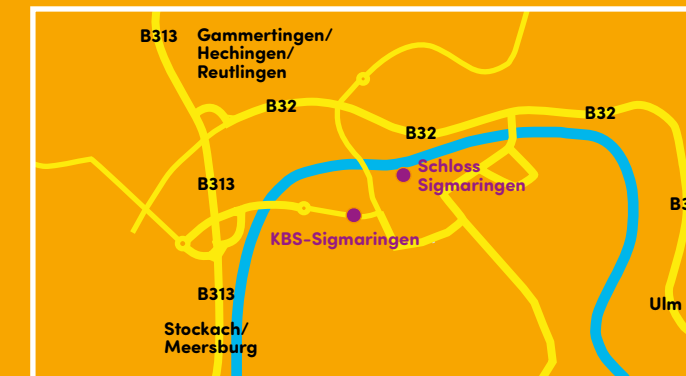 B313
Gammertingen/
Hechingen/
Reutlingen
B32
B32
B32
Schloss
Sigmaringen
B313
KBS-Sigmaringen
B313
Ulm
Stockach/
Meersburg